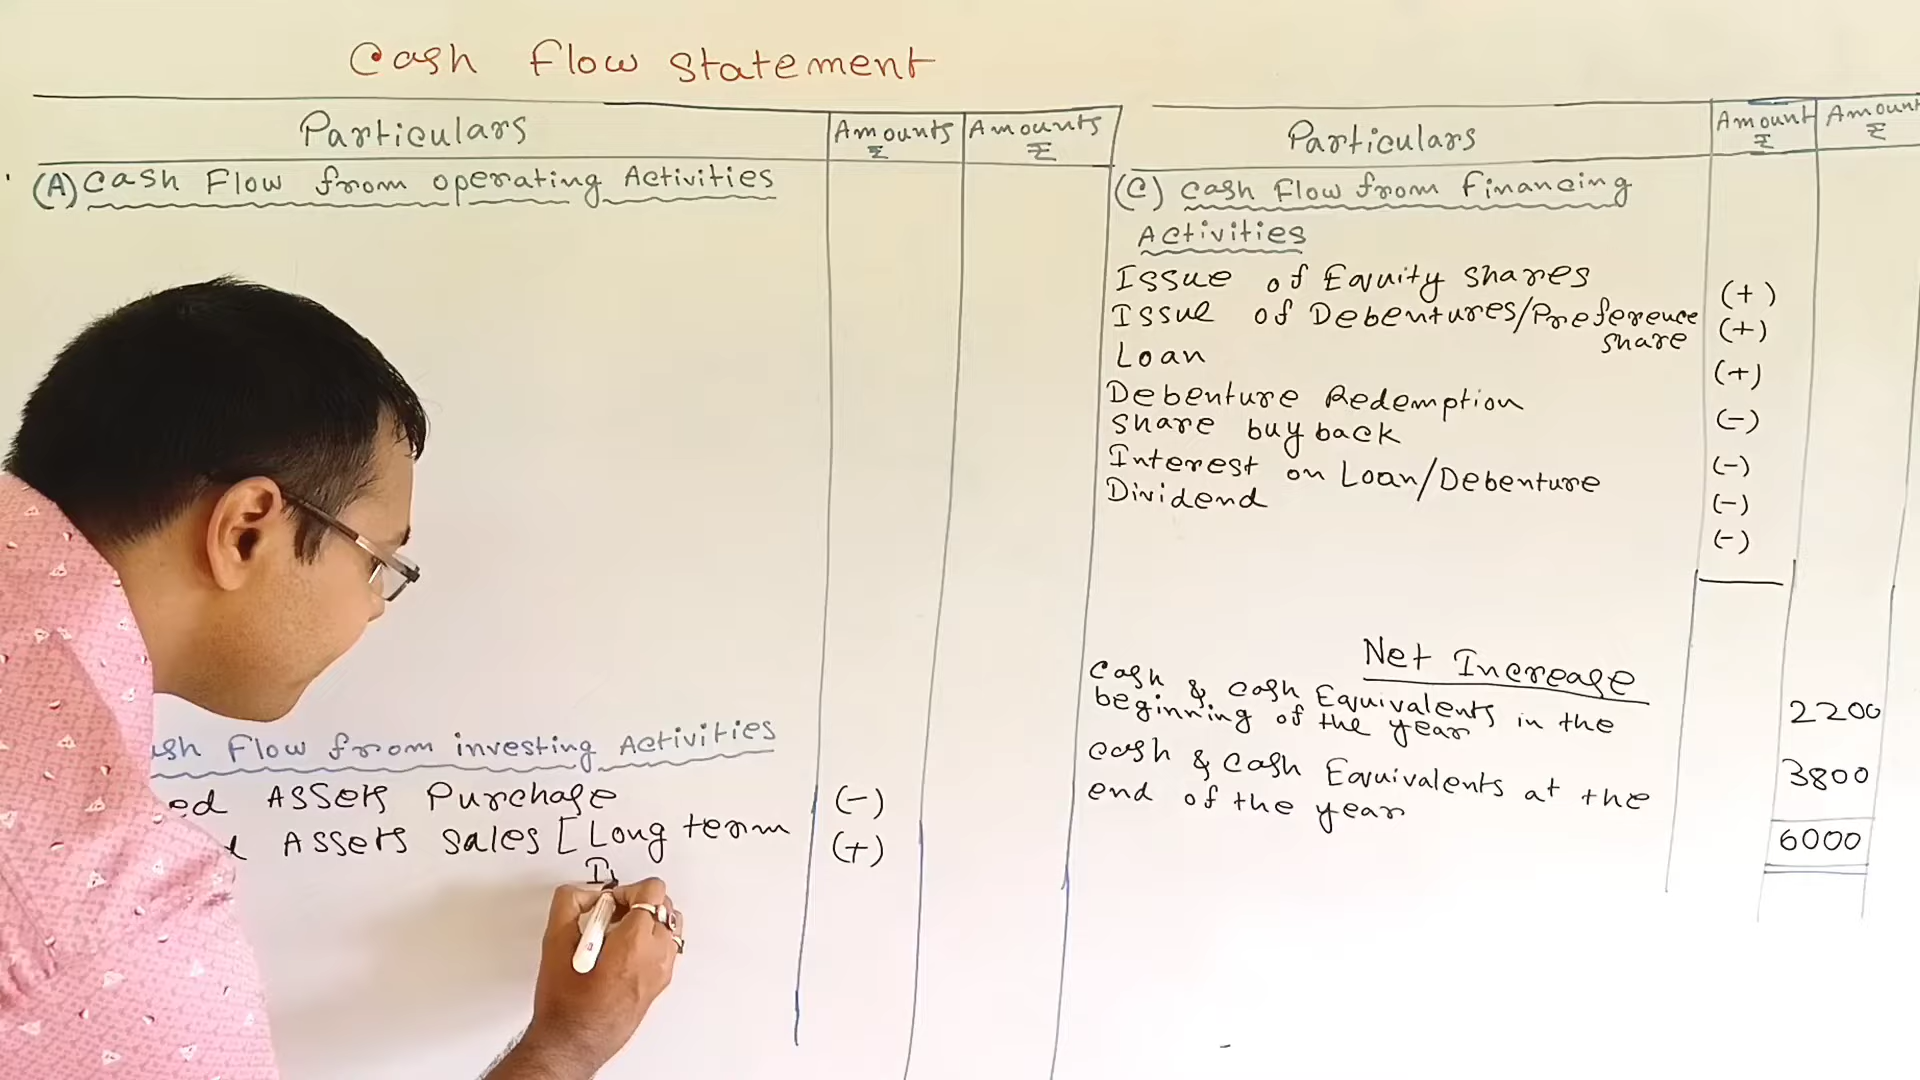 Cash Flow Statement
Particulars
Amounts ₹
Amounts ₹
(A) Cash Flow from operating Activities
Cash Flow from investing Activities
Assets Purchase (-)
Assets sales [Long term (+)
Particulars
Amount ₹
Amount ₹
(C) Cash Flow from Financing
Activities
Issue of Equity Shares (+)
Issue of Debentures/Preference (+)
Share
Loan (+)
Debenture Redemption (-)
Share buy back (-)
Interest on Loan/Debenture (-)
Dividend (-)
Net Increase
Cash & Cash Equivalents in the
beginning of the year 2200
Cash & Cash Equivalents at the 3800
end of the year
6000